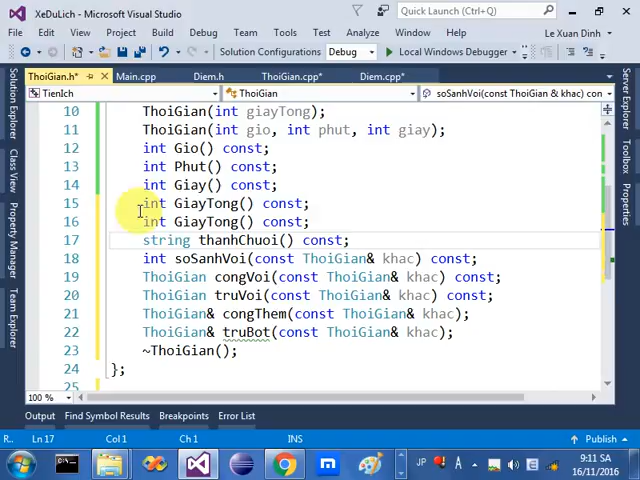 XeDuLich - Microsoft Visual Studio
Quick Launch (Ctrl+Q)
File Edit View Project Build Debug Team Tools Test Analyze Window Help Le Xuan Dinh
Solution Configurations Debug Local Windows Debugger
ThoiGian.h* Main.cpp Diem.h ThoiGian.cpp* Diem.cpp*
TienIch ThoiGian soSanhVoi(const ThoiGian & khac) con
10 ThoiGian(int giayTong);
11 ThoiGian(int gio, int phut, int giay);
12 int Gio() const;
13 int Phut() const;
14 int Giay() const;
15 int GiayTong() const;
16 int GiayTong() const;
17 string thanhChuoi() const;
18 int soSanhVoi(const ThoiGian& khac) const;
19 ThoiGian congVoi(const ThoiGian& khac) const;
20 ThoiGian truVoi(const ThoiGian& khac) const;
21 ThoiGian& congThem(const ThoiGian& khac);
22 ThoiGian& truBot(const ThoiGian& khac);
23 ~ThoiGian();
24 };
25
100 %
Solution Explorer
Class View
Property Manager
Team Explorer
Toolbox
Properties
Output Find Symbol Results Breakpoints Error List
R.. Ln 17 Col 1 Ch 1 INS Publish
JP A 9:11 SA
16/11/2016